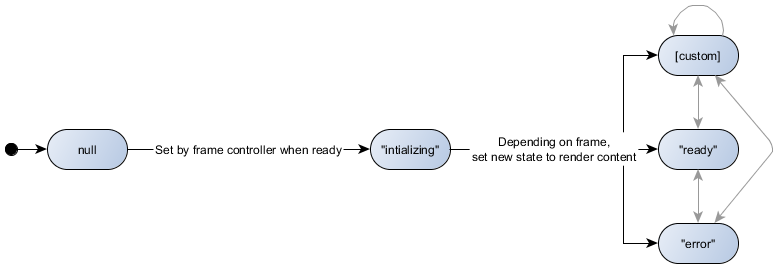 [custom]
null
Set by frame controller when ready
"intializing"
Depending on frame,
set new state to render content
"ready"
"error"